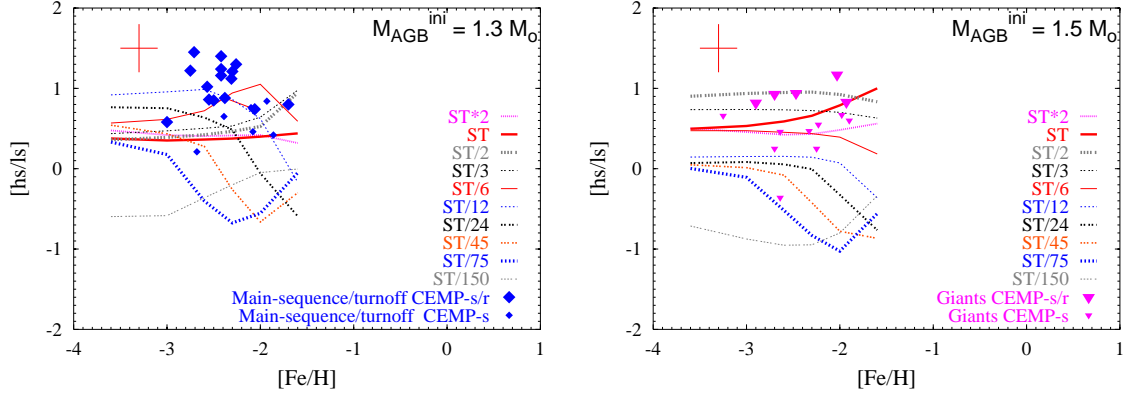 M_AGB^ini = 1.3 M_o
[hs/ls]
2
1
0
-1
-2
ST*2
ST
ST/2
ST/3
ST/6
ST/12
ST/24
ST/45
ST/75
ST/150
Main-sequence/turnoff CEMP-s/r
Main-sequence/turnoff CEMP-s
-4 -3 -2 -1 0 1
[Fe/H]
M_AGB^ini = 1.5 M_o
[hs/ls]
2
1
0
-1
-2
ST*2
ST
ST/2
ST/3
ST/6
ST/12
ST/24
ST/45
ST/75
ST/150
Giants CEMP-s/r
Giants CEMP-s
-4 -3 -2 -1 0 1
[Fe/H]